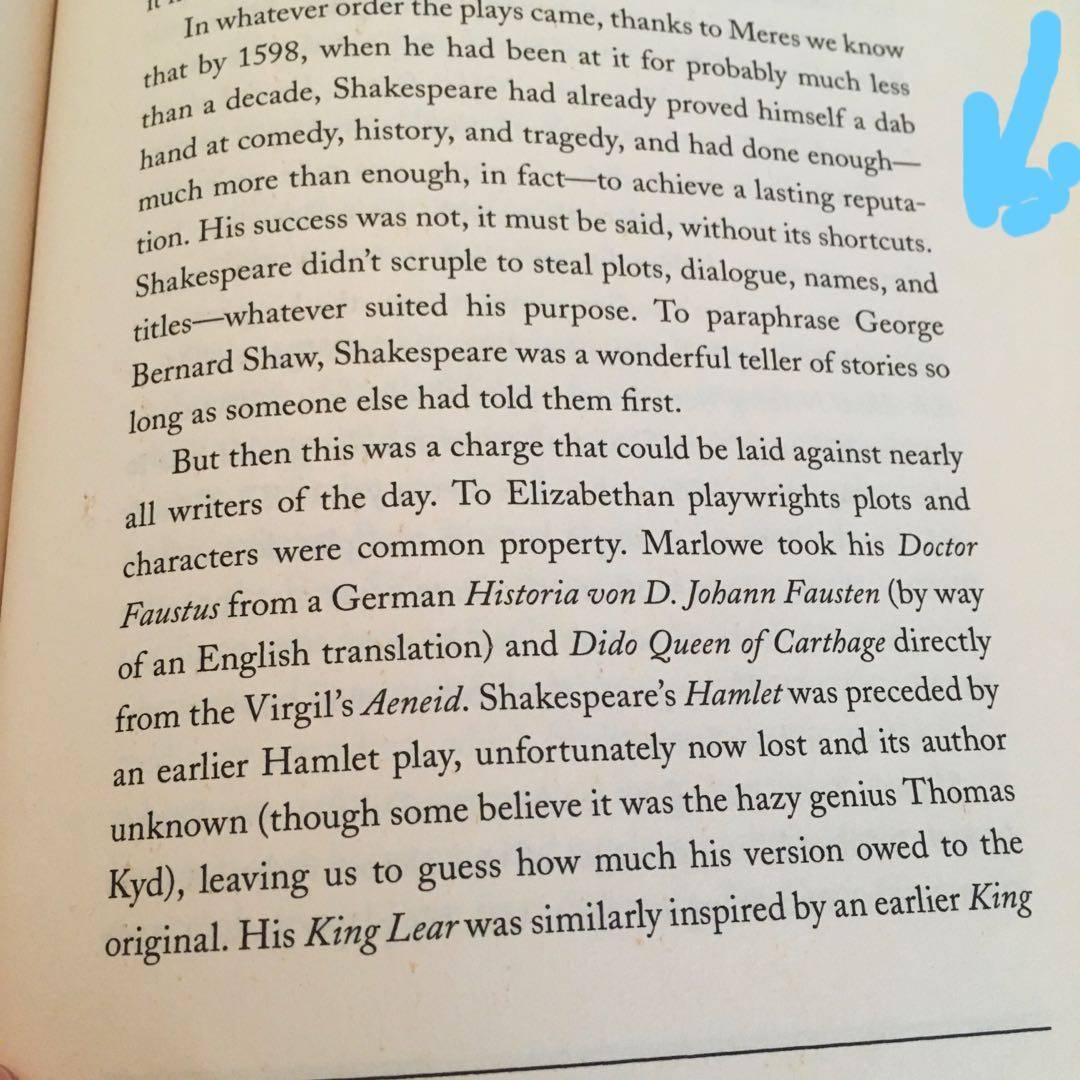 In whatever order the plays came, thanks to Meres we know
that by 1598, when he had been at it for probably much less
than a decade, Shakespeare had already proved himself a dab
hand at comedy, history, and tragedy, and had done enough—
much more than enough, in fact—to achieve a lasting reputa-
tion. His success was not, it must be said, without its shortcuts.
Shakespeare didn't scruple to steal plots, dialogue, names, and
titles—whatever suited his purpose. To paraphrase George
Bernard Shaw, Shakespeare was a wonderful teller of stories so
long as someone else had told them first.
But then this was a charge that could be laid against nearly
all writers of the day. To Elizabethan playwrights plots and
characters were common property. Marlowe took his Doctor
Faustus from a German Historia von D. Johann Fausten (by way
of an English translation) and Dido Queen of Carthage directly
from the Virgil's Aeneid. Shakespeare's Hamlet was preceded by
an earlier Hamlet play, unfortunately now lost and its author
unknown (though some believe it was the hazy genius Thomas
Kyd), leaving us to guess how much his version owed to the
original. His King Lear was similarly inspired by an earlier King